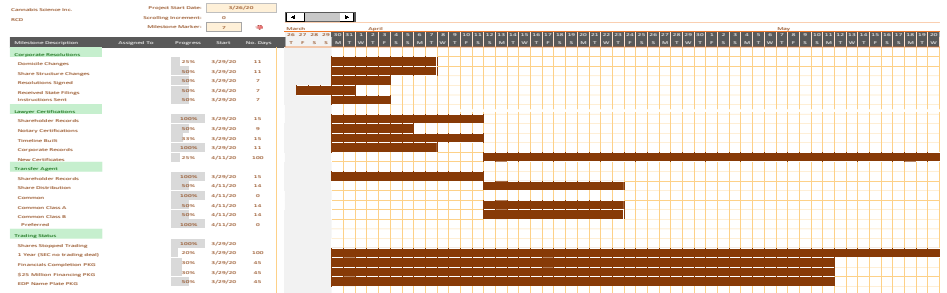 Cannabis Science Inc.
Project Start Date: 3/26/20
RCD
Scrolling Increment: 0
Milestone Marker: 7
March April May
26 27 28 29 30 31 1 2 3 4 5 6 7 8 9 10 11 12 13 14 15 16 17 18 19 20 21 22 23 24 25 26 27 28 29 30 1 2 3 4 5 6 7 8 9 10 11 12 13 14 15 16 17 18 19 20
Milestone Description Assigned To Progress Start No. Days T F S S M T W T F S S M T W T F S S M T W T F S S M T W T F S S M T W T F S S M T W T F S S M T W T F S S M T W
Corporate Resolutions
Domicile Changes 25% 3/29/20 11
Share Structure Changes 50% 3/29/20 11
Resolutions Signed 50% 3/29/20 7
Received State Filings 50% 3/26/20 7
Instructions Sent 50% 3/29/20 7
Lawyer Certifications
Shareholder Records 100% 3/29/20 15
Notary Certifications 50% 3/29/20 9
Timeline Built 3/29/20 15
Corporate Records 100% 3/29/20 11
New Certificates 25% 4/11/20 100
Transfer Agent
Shareholder Records 100% 3/29/20 15
Share Distribution 50% 4/11/20 14
Common 100% 4/11/20 0
Common Class A 50% 4/11/20 14
Common Class B 50% 4/11/20 14
Preferred 100% 4/11/20 0
Trading Status
Shares Stopped Trading 100% 3/29/20
1 Year (SEC no trading deal) 20% 3/29/20 100
Financials Completion PKG 50% 3/29/20 45
$25 Million Financing PKG 50% 3/29/20 45
EDF Name Plate PKG 50% 3/29/20 45